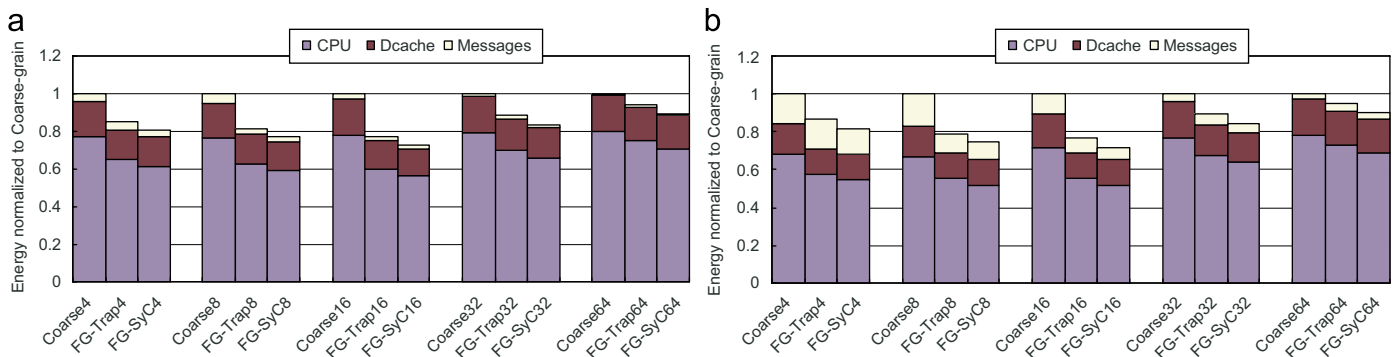 a
CPU Dcache Messages
Energy normalized to Coarse-grain
1.2
1
0.8
0.6
0.4
0.2
0
Coarse4
FG-Trap4
FG-SyC4
Coarse8
FG-Trap8
FG-SyC8
Coarse16
FG-Trap16
FG-SyC16
Coarse32
FG-Trap32
FG-SyC32
Coarse64
FG-Trap64
FG-SyC64
b
CPU Dcache Messages
Energy normalized to Coarse-grain
1.2
1
0.8
0.6
0.4
0.2
0
Coarse4
FG-Trap4
FG-SyC4
Coarse8
FG-Trap8
FG-SyC8
Coarse16
FG-Trap16
FG-SyC16
Coarse32
FG-Trap32
FG-SyC32
Coarse64
FG-Trap64
FG-SyC64